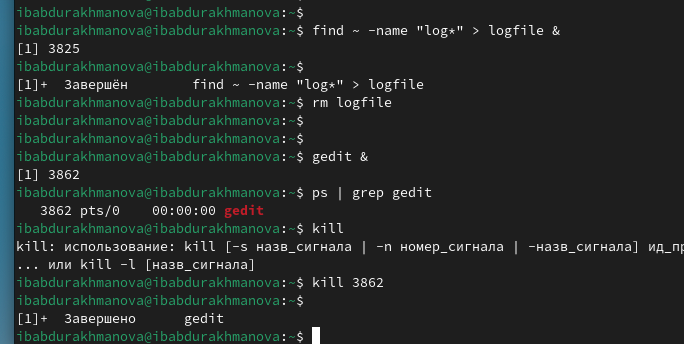 ibabdurakhmanova@ibabdurakhmanova:~$
ibabdurakhmanova@ibabdurakhmanova:~$ find ~ -name "log*" > logfile &
[1] 3825
ibabdurakhmanova@ibabdurakhmanova:~$
[1]+  Завершён        find ~ -name "log*" > logfile
ibabdurakhmanova@ibabdurakhmanova:~$ rm logfile
ibabdurakhmanova@ibabdurakhmanova:~$
ibabdurakhmanova@ibabdurakhmanova:~$
ibabdurakhmanova@ibabdurakhmanova:~$ gedit &
[1] 3862
ibabdurakhmanova@ibabdurakhmanova:~$ ps | grep gedit
   3862 pts/0    00:00:00 gedit
ibabdurakhmanova@ibabdurakhmanova:~$ kill
kill: использование: kill [-s назв_сигнала | -n номер_сигнала | -назв_сигнала] ид_пр
... или kill -l [назв_сигнала]
ibabdurakhmanova@ibabdurakhmanova:~$ kill 3862
ibabdurakhmanova@ibabdurakhmanova:~$
[1]+  Завершено      gedit
ibabdurakhmanova@ibabdurakhmanova:~$